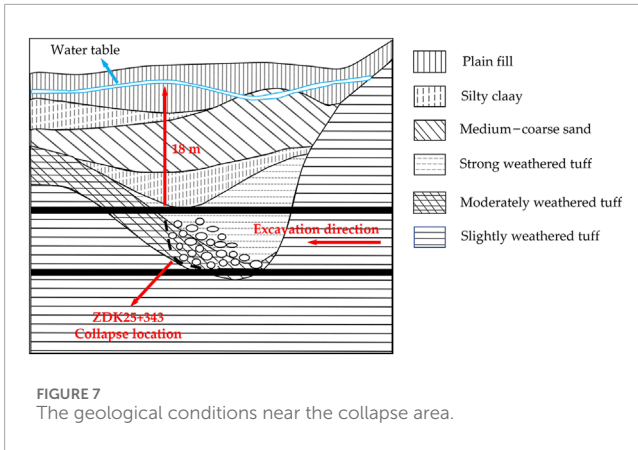 Water table
18 m
Excavation direction
ZDK25+343
Collapse location
Plain fill
Silty claay
Medium−coarse sand
Strong weathered tuff
Moderately weathered tuff
Slightly weathered tuff
FIGURE 7
The geological conditions near the collapse area.